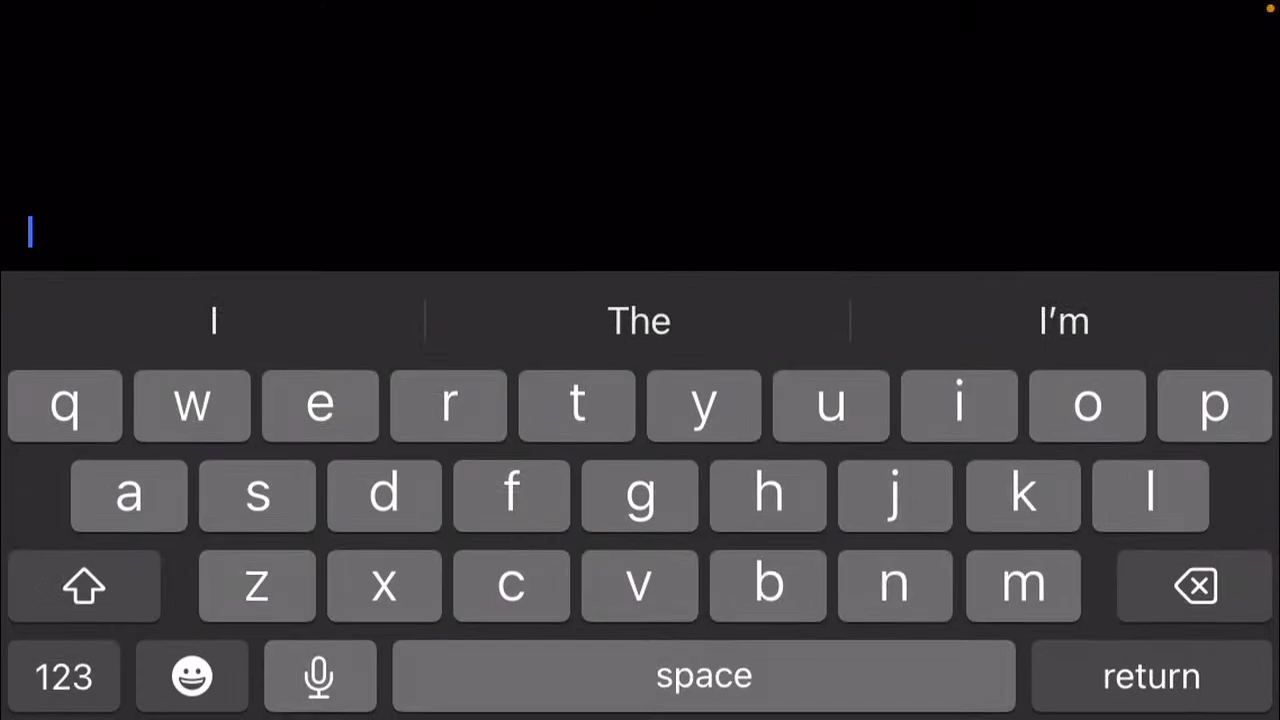 I The I’m
q w e r t y u i o p
a s d f g h j k l
z x c v b n m
123 space return